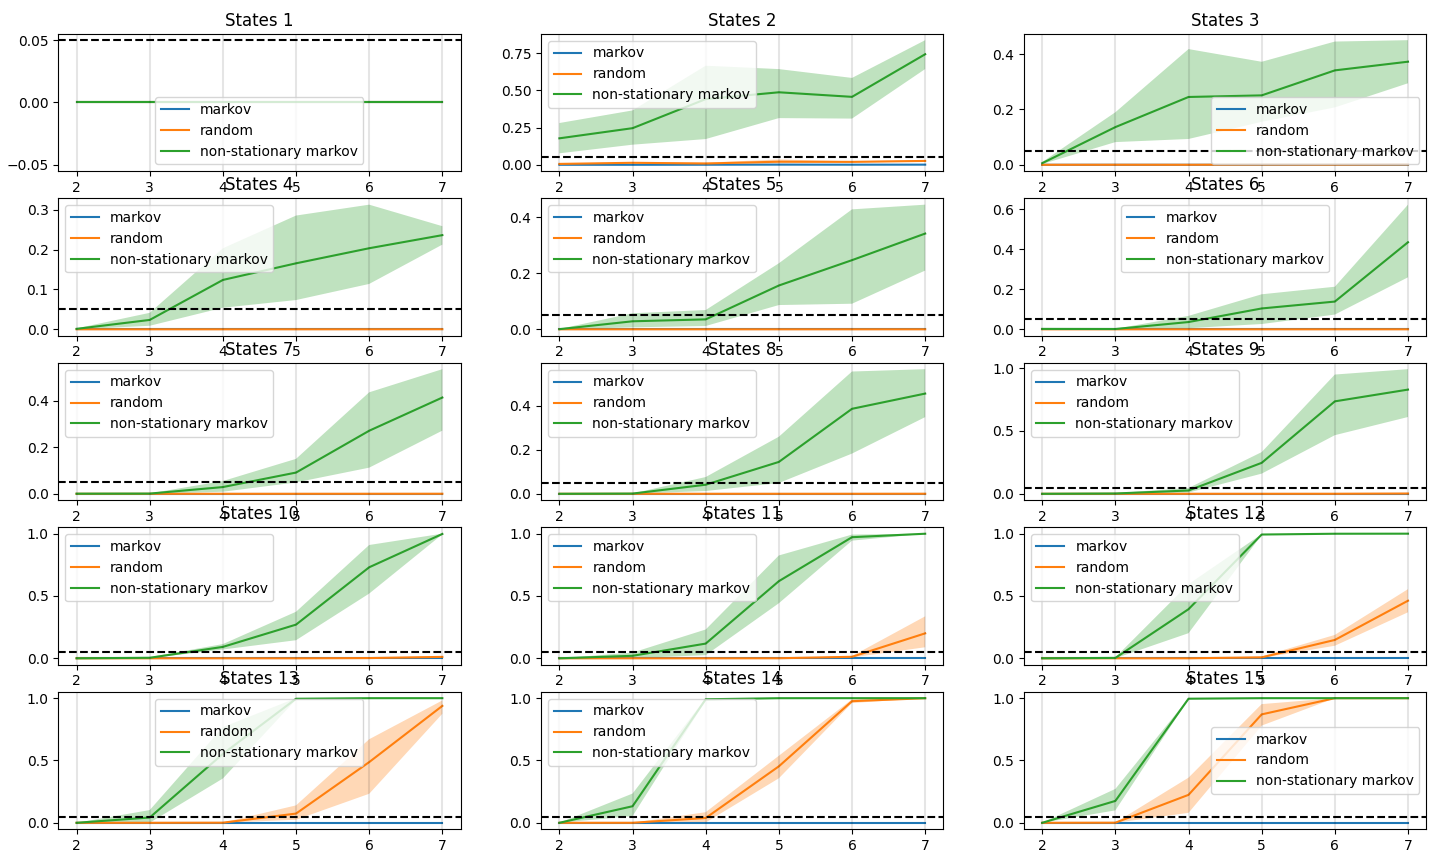 States 1
0.05
0.00
−0.05
markov
random
non-stationary markov
2 3 4 5 6 7
States 2
0.75
0.50
0.25
0.00
markov
random
non-stationary markov
2 3 4 5 6 7
States 3
0.4
0.2
0.0
markov
random
non-stationary markov
2 3 4 5 6 7
States 4
0.3
0.2
0.1
0.0
markov
random
non-stationary markov
2 3 4 5 6 7
States 5
0.4
0.2
0.0
markov
random
non-stationary markov
2 3 4 5 6 7
States 6
0.6
0.4
0.2
0.0
markov
random
non-stationary markov
2 3 4 5 6 7
States 7
0.4
0.2
0.0
markov
random
non-stationary markov
2 3 4 5 6 7
States 8
0.4
0.2
0.0
markov
random
non-stationary markov
2 3 4 5 6 7
States 9
1.0
0.5
0.0
markov
random
non-stationary markov
2 3 4 5 6 7
States 10
1.0
0.5
0.0
markov
random
non-stationary markov
2 3 4 5 6 7
States 11
1.0
0.5
0.0
markov
random
non-stationary markov
2 3 4 5 6 7
States 12
1.0
0.5
0.0
markov
random
non-stationary markov
2 3 4 5 6 7
States 13
1.0
0.5
0.0
markov
random
non-stationary markov
2 3 4 5 6 7
States 14
1.0
0.5
0.0
markov
random
non-stationary markov
2 3 4 5 6 7
States 15
1.0
0.5
0.0
markov
random
non-stationary markov
2 3 4 5 6 7